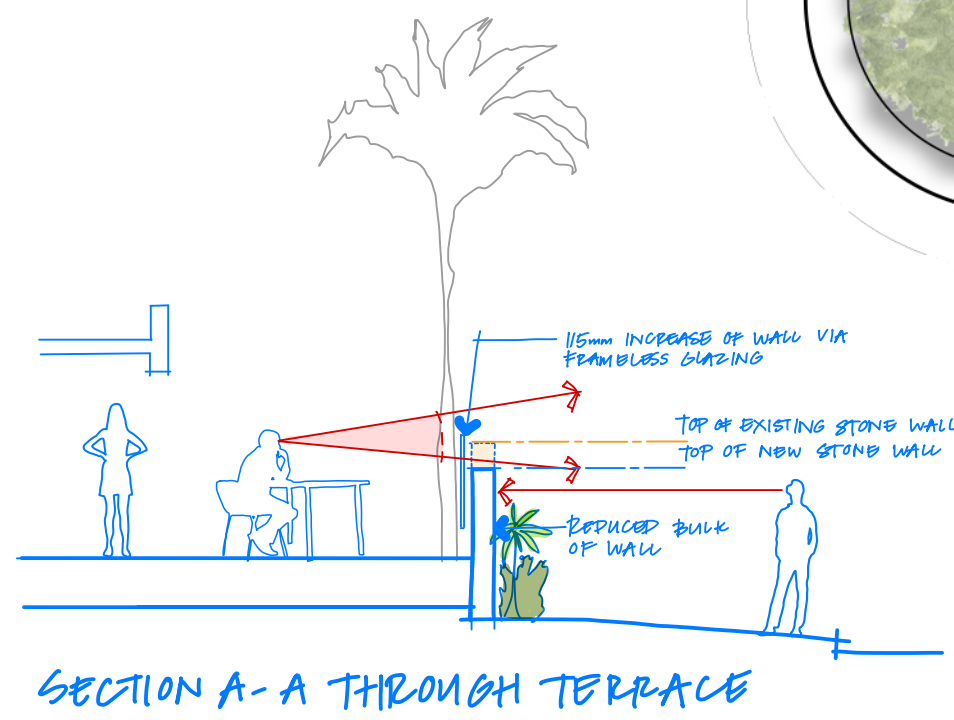 115mm INCREASE OF WALL VIA
FRAMELESS GLAZING
TOP OF EXISTING STONE WALL
TOP OF NEW STONE WALL
REDUCED BULK
OF WALL
SECTION A-A THROUGH TERRACE